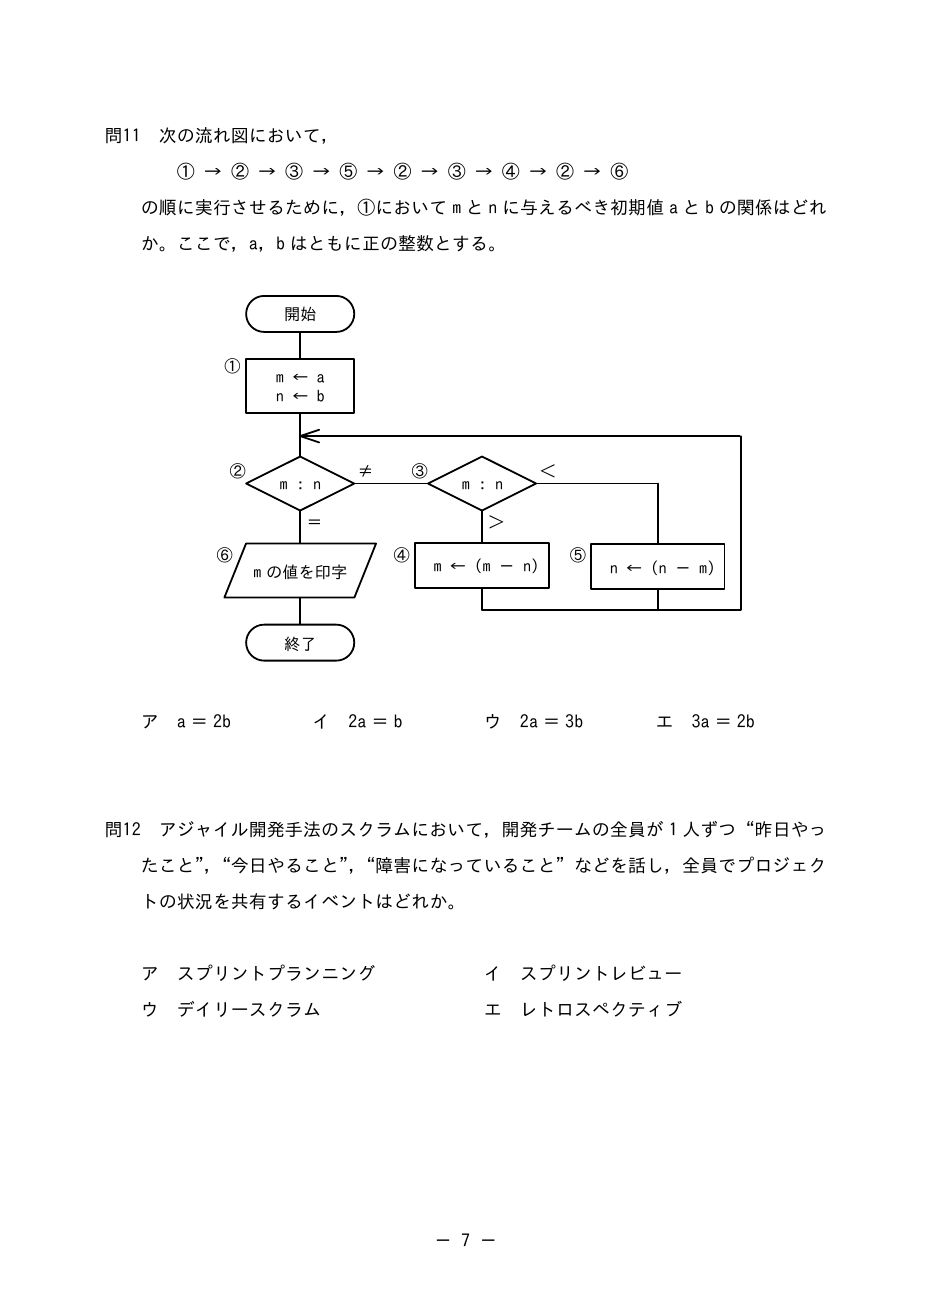 問11 次の流れ図において，
① → ② → ③ → ⑤ → ② → ③ → ④ → ② → ⑥
の順に実行させるために，①において m と n に与えるべき初期値 a と b の関係はどれ
か。ここで，a，b はともに正の整数とする。
開始
①
m ← a
n ← b
② m : n ≠ ③ m : n ＜
＝ ＞
⑥ m の値を印字 ④ m ← (m － n) ⑤ n ← (n － m)
終了
ア a＝2b イ 2a＝b ウ 2a＝3b エ 3a＝2b
問12 アジャイル開発手法のスクラムにおいて，開発チームの全員が 1 人ずつ “昨日やっ
たこと”，“今日やること”，“障害になっていること” などを話し，全員でプロジェク
トの状況を共有するイベントはどれか。
ア スプリントプランニング イ スプリントレビュー
ウ デイリースクラム エ レトロスペクティブ
－ 7 －